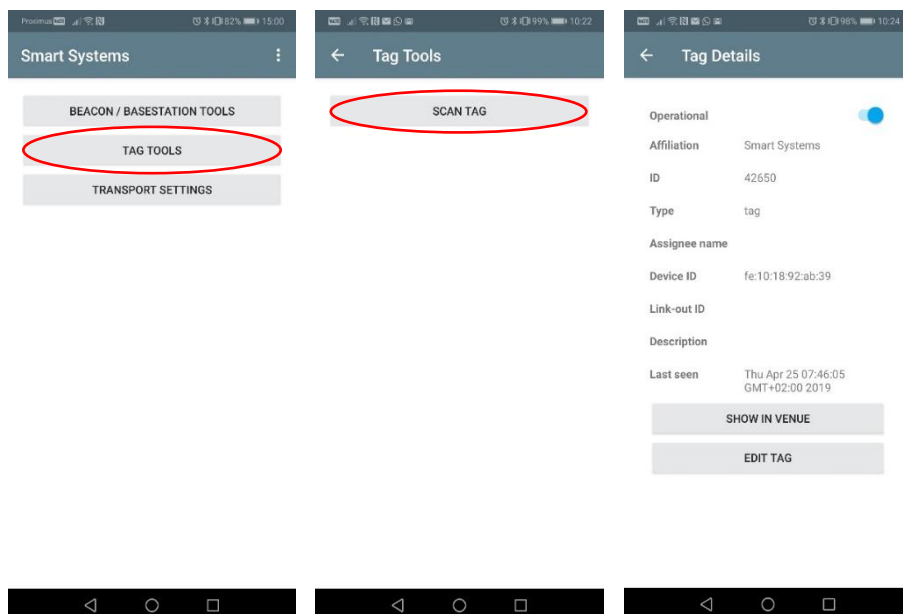 Proximus 82% 15:00
Smart Systems
BEACON / BASESTATION TOOLS
TAG TOOLS
TRANSPORT SETTINGS
99% 10:22
Tag Tools
SCAN TAG
98% 10:24
Tag Details
Operational
Affiliation Smart Systems
ID 42650
Type tag
Assignee name
Device ID fe:10:18:92:ab:39
Link-out ID
Description
Last seen Thu Apr 25 07:46:05
GMT+02:00 2019
SHOW IN VENUE
EDIT TAG